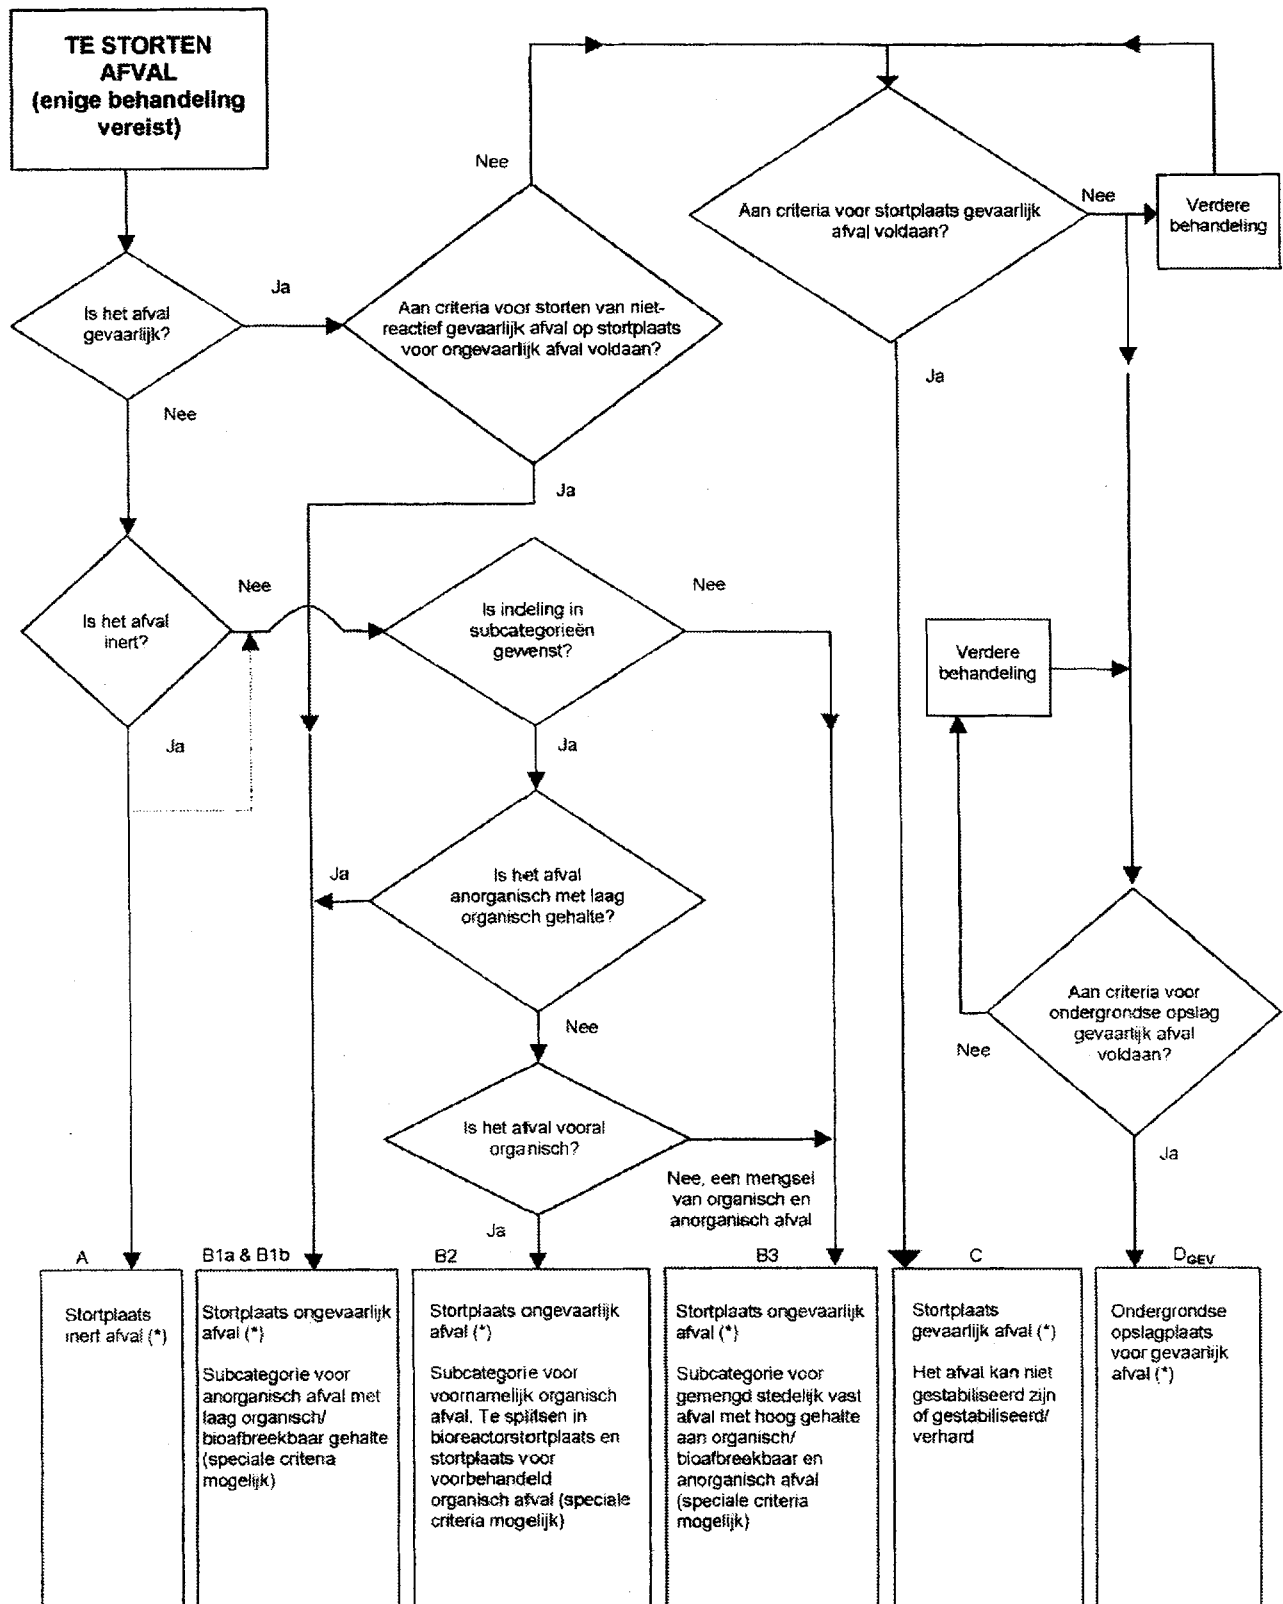 TE STORTEN
AFVAL
(enige behandeling
vereist)
Nee
Aan criteria voor stortplaats gevaarlijk
afval voldaan?
Nee
Verdere
behandeling
Is het afval
gevaarlijk?
Ja
Aan criteria voor storten van niet-
reactief gevaarlijk afval op stortplaats
voor ongevaarlijk afval voldaan?
Ja
Nee
Ja
Is het afval
inert?
Nee
Is indeling in
subcategorieën
gewenst?
Nee
Verdere
behandeling
Ja
Ja
Ja
Is het afval
anorganisch met laag
organisch gehalte?
Nee
Aan criteria voor
ondergrondse opslag
gevaarlijk afval
voldaan?
Nee
Ja
Is het afval vooral
organisch?
Nee, een mengsel
van organisch en
anorganisch afval
Ja
A
Stortplaats
inert afval (*)
B1a & B1b
Stortplaats ongevaarlijk
afval (*)
Subcategorie voor
anorganisch afval met
laag organisch/
bioafbreekbaar gehalte
(speciale criteria
mogelijk)
B2
Stortplaats ongevaarlijk
afval (*)
Subcategorie voor
voornamelijk organisch
afval. Te splitsen in
bioreactorstortplaats en
stortplaats voor
voorbehandeld
organisch afval (speciale
criteria mogelijk)
B3
Stortplaats ongevaarlijk
afval (*)
Subcategorie voor
gemengd stedelijk vast
afval met hoog gehalte
aan organisch/
bioafbreekbaar en
anorganisch afval
(speciale criteria
mogelijk)
C
Stortplaats
gevaarlijk afval (*)
Het afval kan niet
gestabiliseerd zijn
of gestabiliseerd/
verhard
D_GEV
Ondergrondse
opslagplaats
voor gevaarlijk
afval (*)